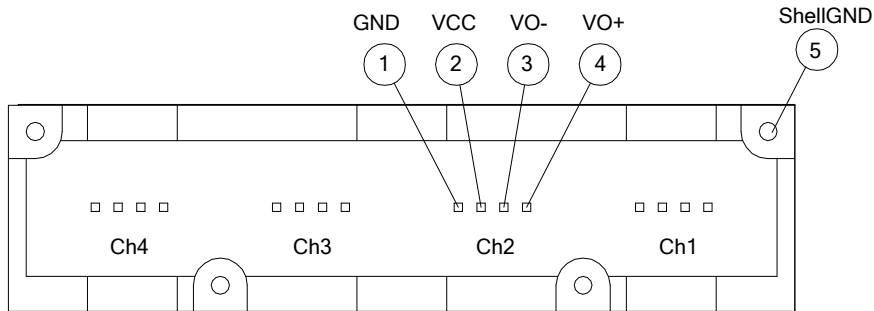 ShellGND
GND VCC VO- VO+
1 2 3 4 5
Ch4 Ch3 Ch2 Ch1